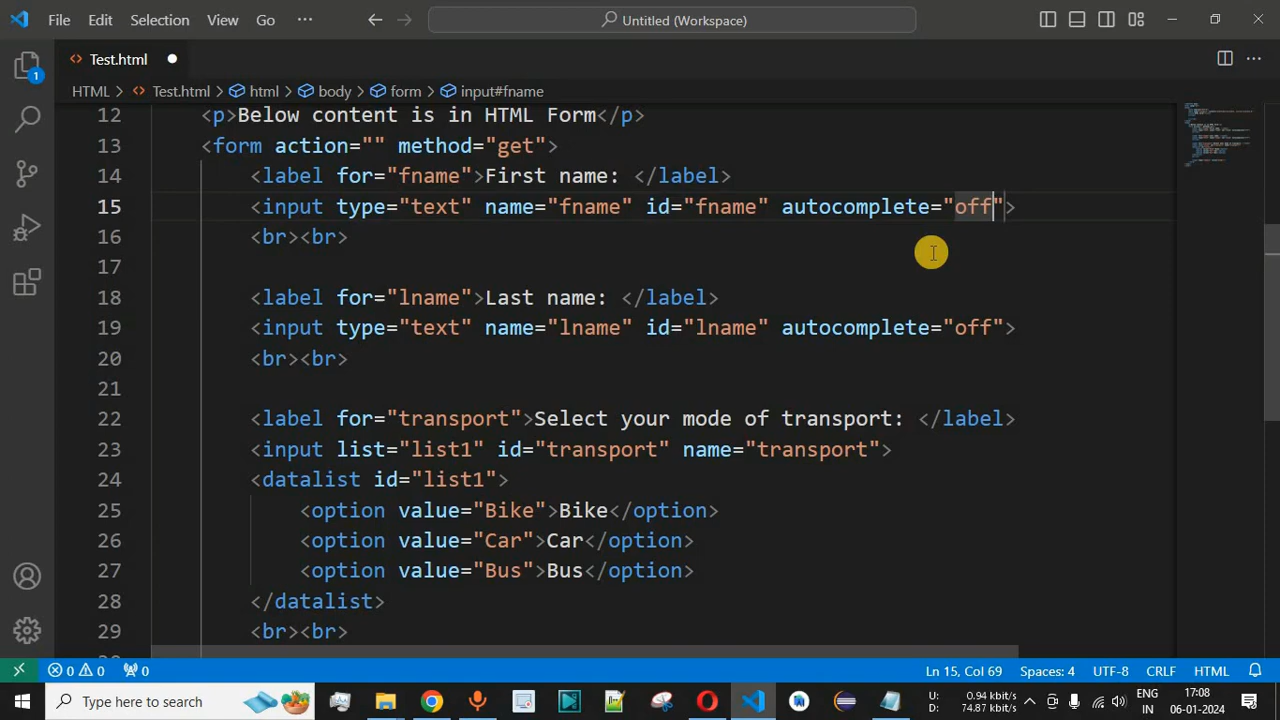 File Edit Selection View Go ··· Untitled (Workspace)
Test.html
HTML > Test.html > html > body > form > input#fname
12 <p>Below content is in HTML Form</p>
13 <form action="" method="get">
14 <label for="fname">First name: </label>
15 <input type="text" name="fname" id="fname" autocomplete="off">
16 <br><br>
17
18 <label for="lname">Last name: </label>
19 <input type="text" name="lname" id="lname" autocomplete="off">
20 <br><br>
21
22 <label for="transport">Select your mode of transport: </label>
23 <input list="list1" id="transport" name="transport">
24 <datalist id="list1">
25 <option value="Bike">Bike</option>
26 <option value="Car">Car</option>
27 <option value="Bus">Bus</option>
28 </datalist>
29 <br><br>
1
0 0 0 Ln 15, Col 69 Spaces: 4 UTF-8 CRLF HTML
Type here to search
U: 0.94 kbit/s
D: 74.87 kbit/s
ENG
IN
17:08
06-01-2024